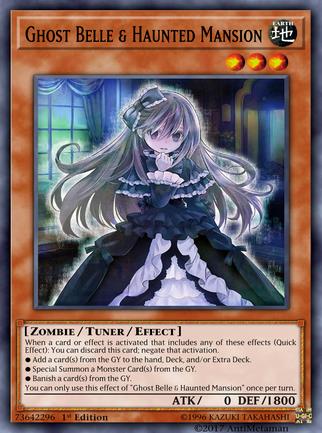 GHOST BELLE & HAUNTED MANSION
EARTH
地
[ZOMBIE / TUNER / EFFECT]
When a card or effect is activated that includes any of these effects (Quick
Effect): You can discard this card; negate that activation.
● Add a card(s) from the GY to the hand, Deck, and/or Extra Deck.
● Special Summon a Monster Card(s) from the GY.
● Banish a card(s) from the GY.
You can only use this effect of "Ghost Belle & Haunted Mansion" once per turn.
ATK/ 0 DEF/1800
73642296 1st Edition ©1996 KAZUKI TAKAHASHI
©2017 AntiMetaman